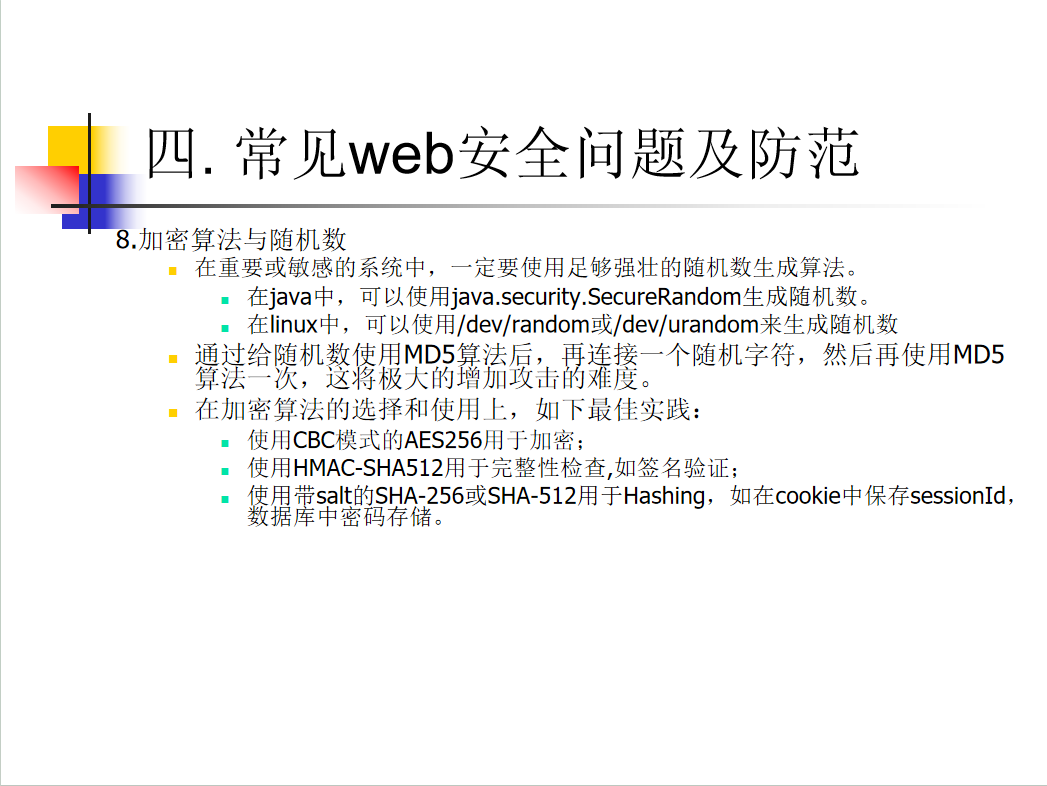 四. 常见web安全问题及防范
8.加密算法与随机数
在重要或敏感的系统中，一定要使用足够强壮的随机数生成算法。
在java中，可以使用java.security.SecureRandom生成随机数。
在linux中，可以使用/dev/random或/dev/urandom来生成随机数
通过给随机数使用MD5算法后，再连接一个随机字符，然后再使用MD5
算法一次，这将极大的增加攻击的难度。
在加密算法的选择和使用上，如下最佳实践：
使用CBC模式的AES256用于加密；
使用HMAC-SHA512用于完整性检查,如签名验证；
使用带salt的SHA-256或SHA-512用于Hashing，如在cookie中保存sessionId，
数据库中密码存储。